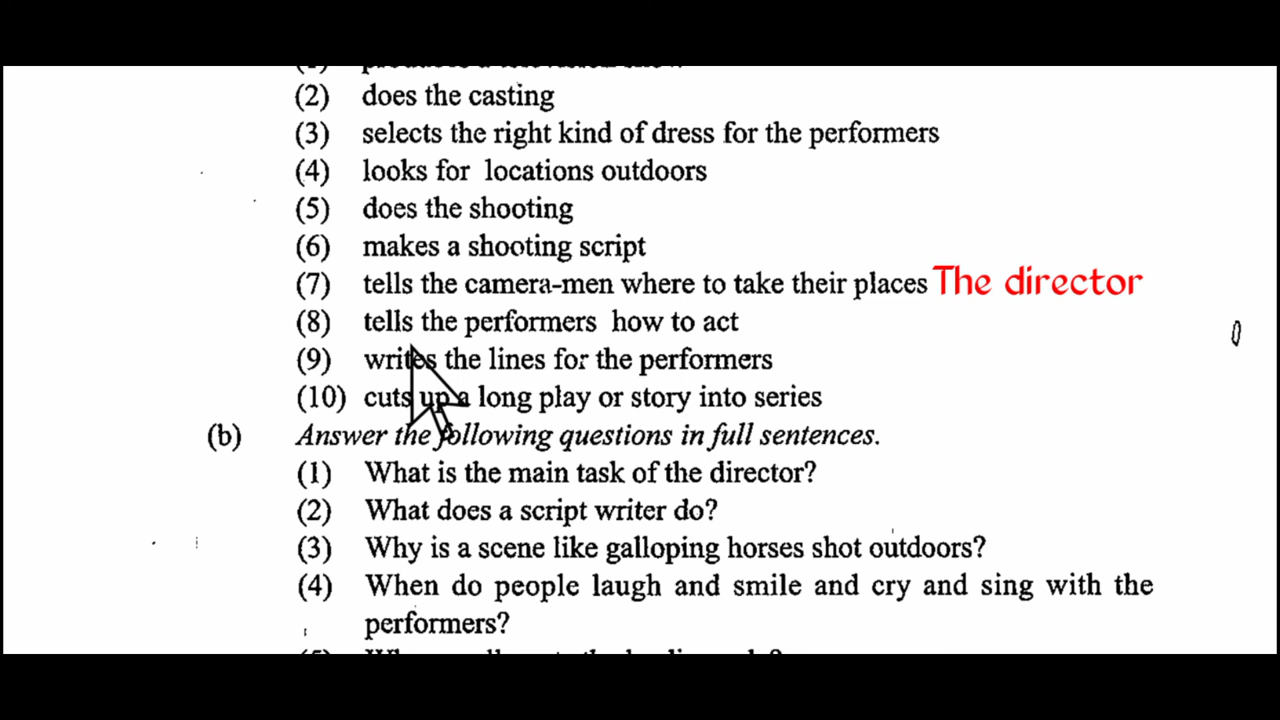 (2) does the casting
(3) selects the right kind of dress for the performers
(4) looks for locations outdoors
(5) does the shooting
(6) makes a shooting script
(7) tells the camera-men where to take their places The director
(8) tells the performers how to act
(9) writes the lines for the performers
(10) cuts up a long play or story into series
(b) Answer the following questions in full sentences.
(1) What is the main task of the director?
(2) What does a script writer do?
(3) Why is a scene like galloping horses shot outdoors?
(4) When do people laugh and smile and cry and sing with the
performers?